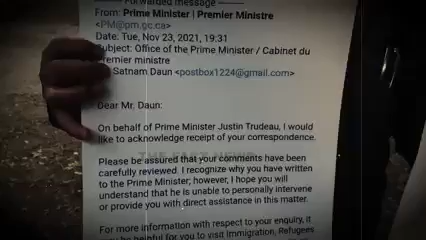 Forwarded message
From: Prime Minister | Premier Ministre
<PM@pm.gc.ca>
Date: Tue, Nov 23, 2021, 19:31
Subject: Office of the Prime Minister / Cabinet du
Premier ministre
Satnam Daun <postbox1224@gmail.com>
Dear Mr. Daun:
On behalf of Prime Minister Justin Trudeau, I would
like to acknowledge receipt of your correspondence.
Please be assured that your comments have been
carefully reviewed. I recognize why you have written
to the Prime Minister; however, I hope you will
understand that he is unable to personally intervene
or provide you with direct assistance in this matter.
For more information with respect to your enquiry, it
may be helpful for you to visit Immigration, Refugees